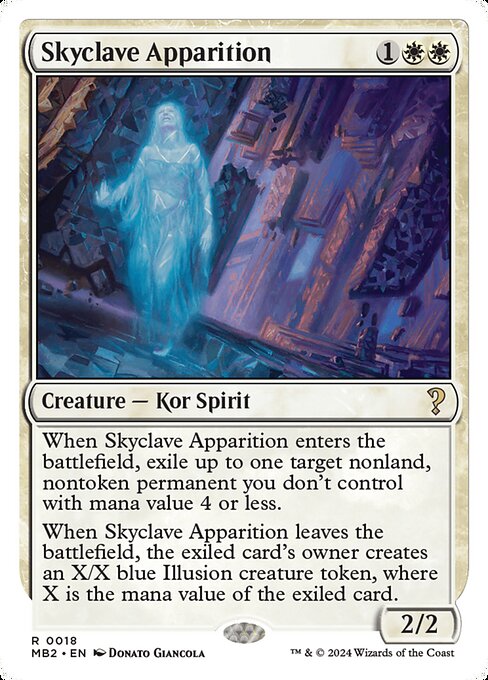 Skyclave Apparition 1
Creature — Kor Spirit
When Skyclave Apparition enters the
battlefield, exile up to one target nonland,
nontoken permanent you don't control
with mana value 4 or less.
When Skyclave Apparition leaves the
battlefield, the exiled card's owner creates
an X/X blue Illusion creature token, where
X is the mana value of the exiled card.
2/2
R 0018
MB2 • EN Donato Giancola
™ & © 2024 Wizards of the Coast